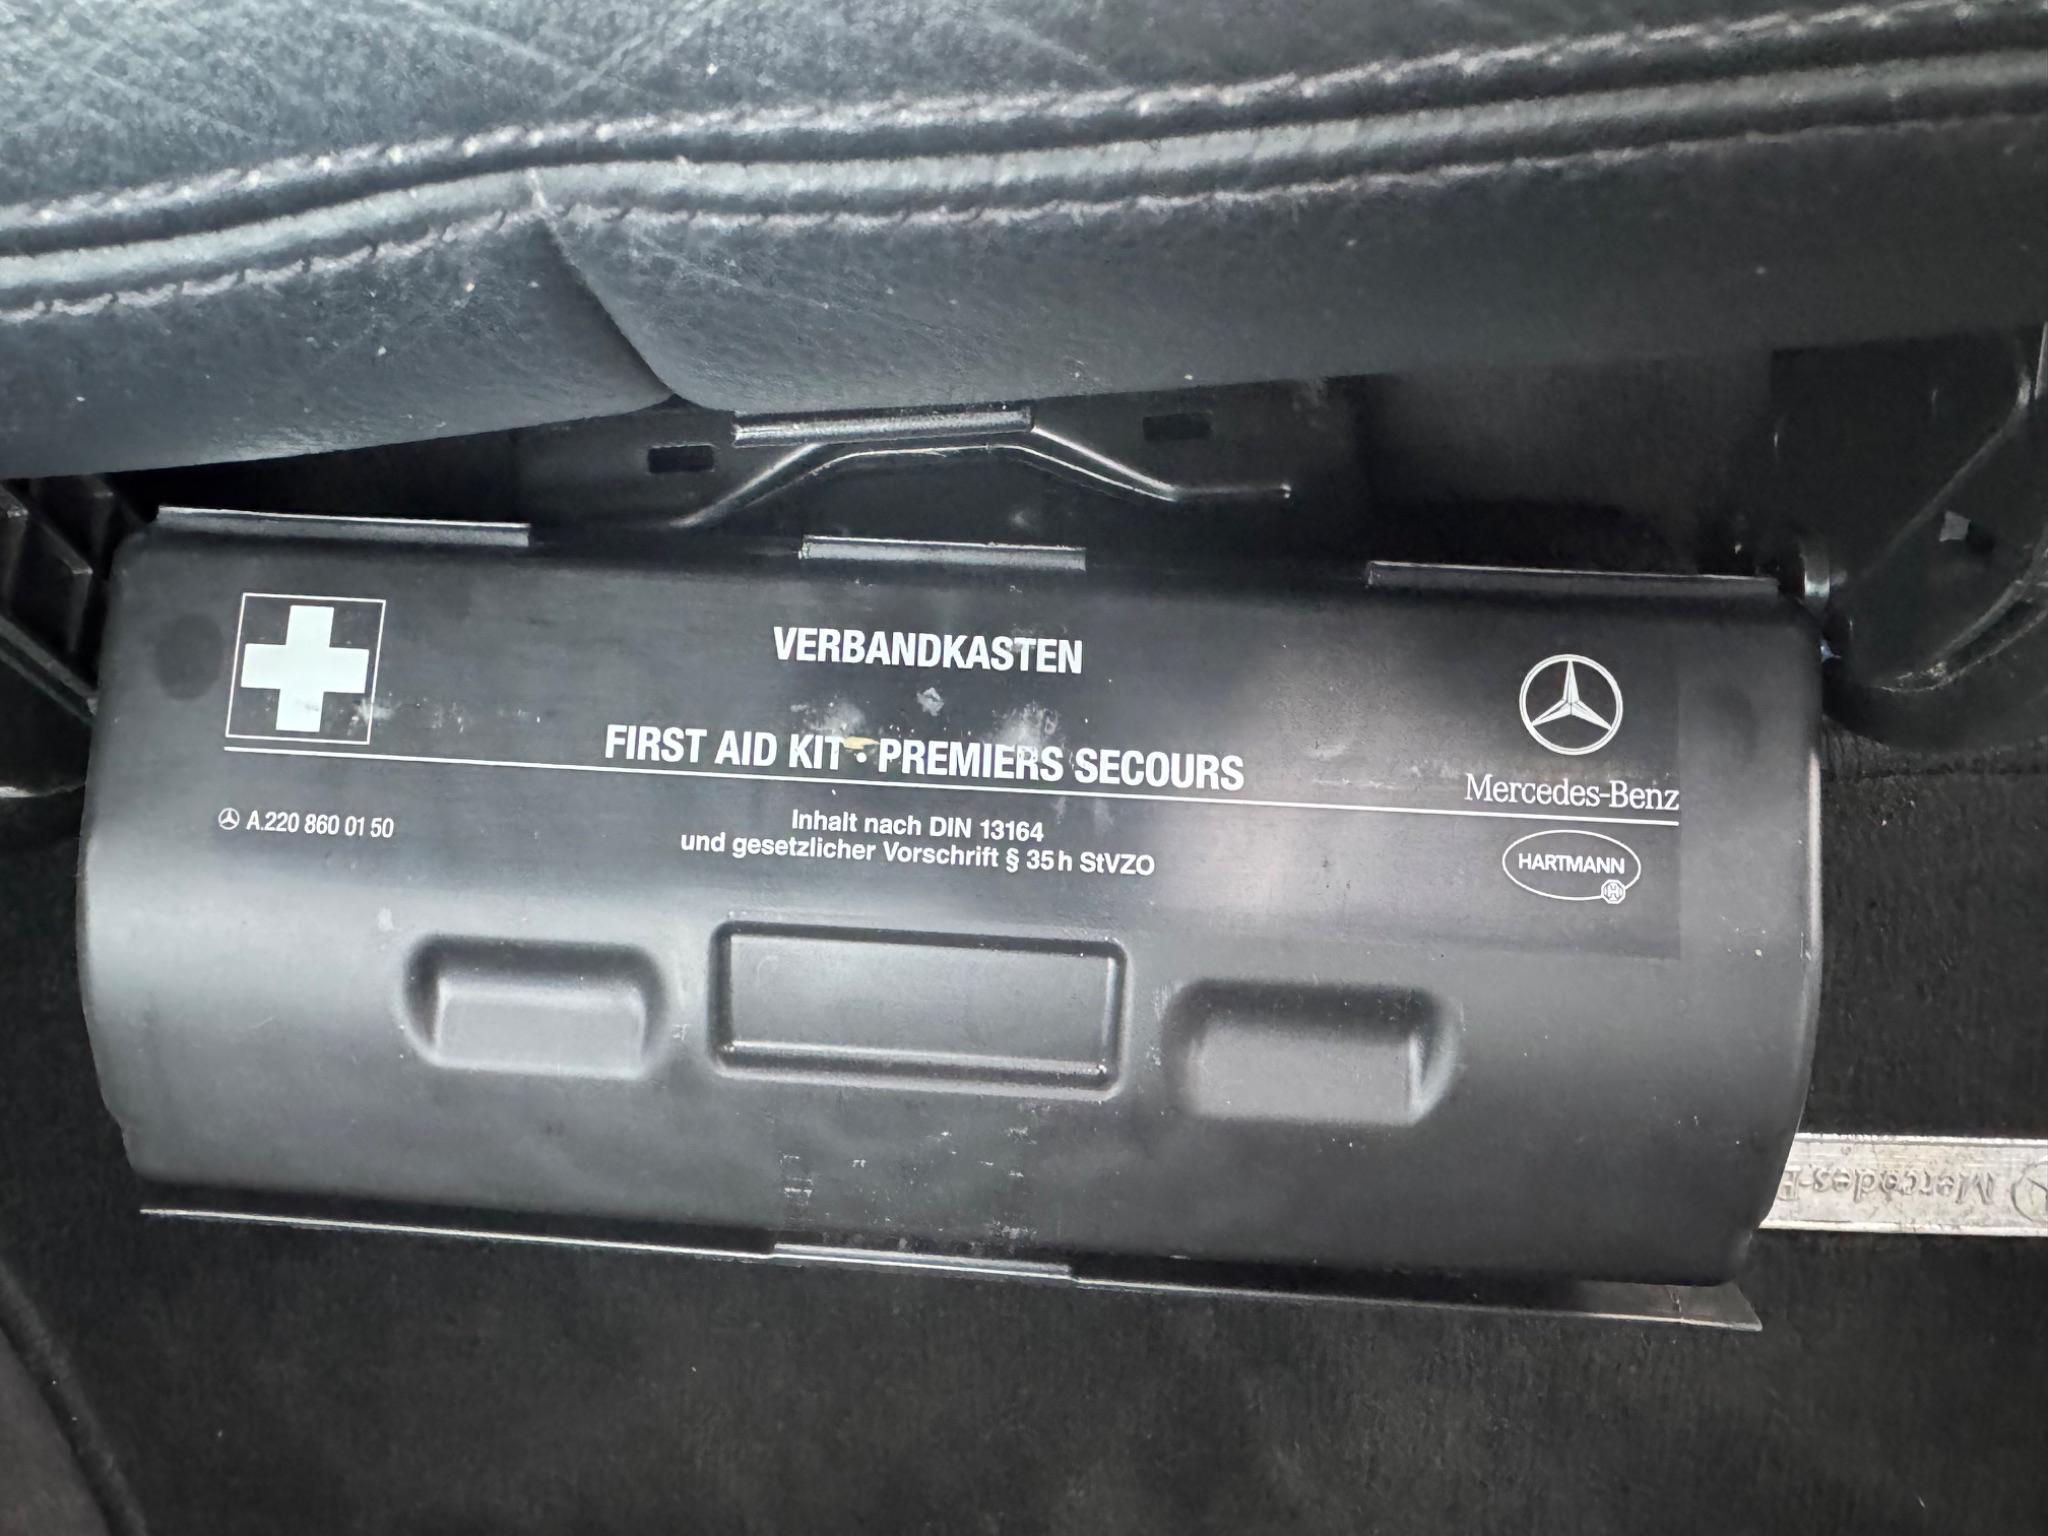 VERBANDKASTEN
FIRST AID KIT • PREMIERS SECOURS
Mercedes-Benz
A.220 860 01 50
Inhalt nach DIN 13164
und gesetzlicher Vorschrift § 35 h StVZO
HARTMANN
Mercedes-B